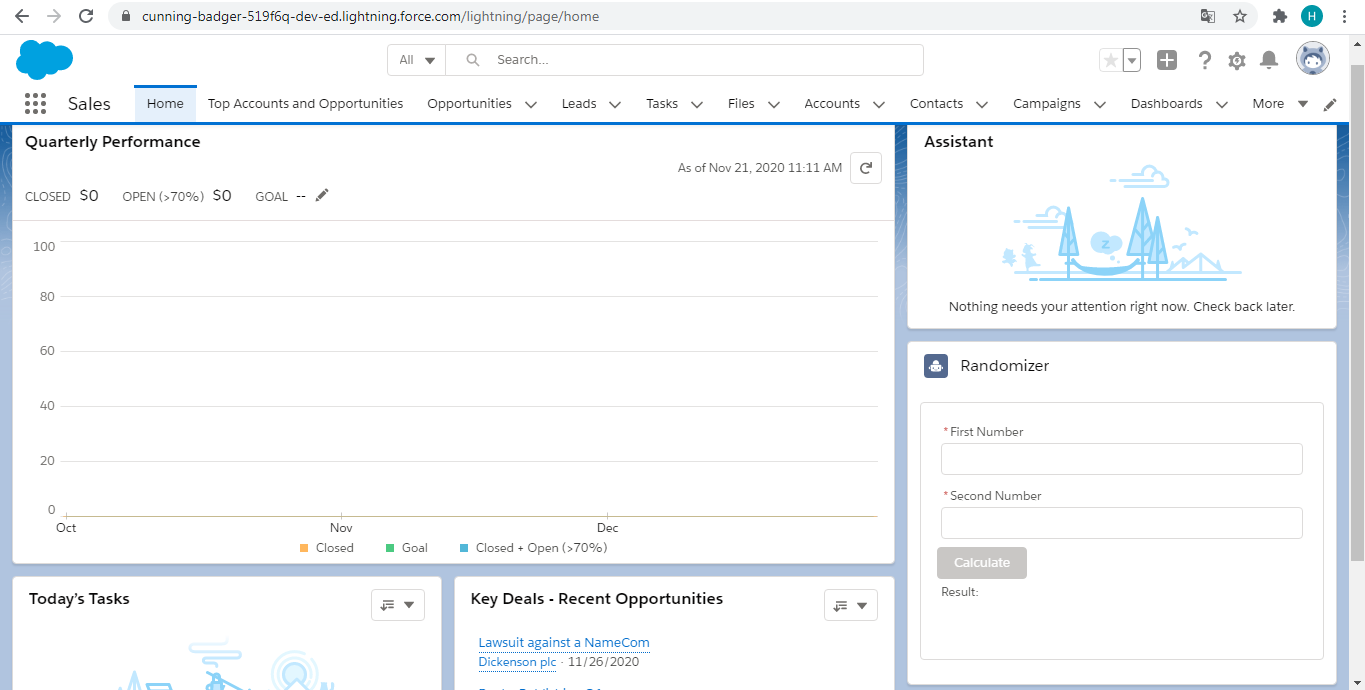 cunning-badger-519f6q-dev-ed.lightning.force.com/lightning/page/home
H
All
Search...
Sales
Home
Top Accounts and Opportunities
Opportunities
Leads
Tasks
Files
Accounts
Contacts
Campaigns
Dashboards
More
Quarterly Performance
As of Nov 21, 2020 11:11 AM
CLOSED $0 OPEN (>70%) $0 GOAL --
100
80
60
40
20
0
Oct Nov Dec
Closed Goal Closed + Open (>70%)
Assistant
z
Nothing needs your attention right now. Check back later.
Randomizer
*First Number
*Second Number
Calculate
Result:
Today’s Tasks
Key Deals - Recent Opportunities
Lawsuit against a NameCom
Dickenson plc · 11/26/2020